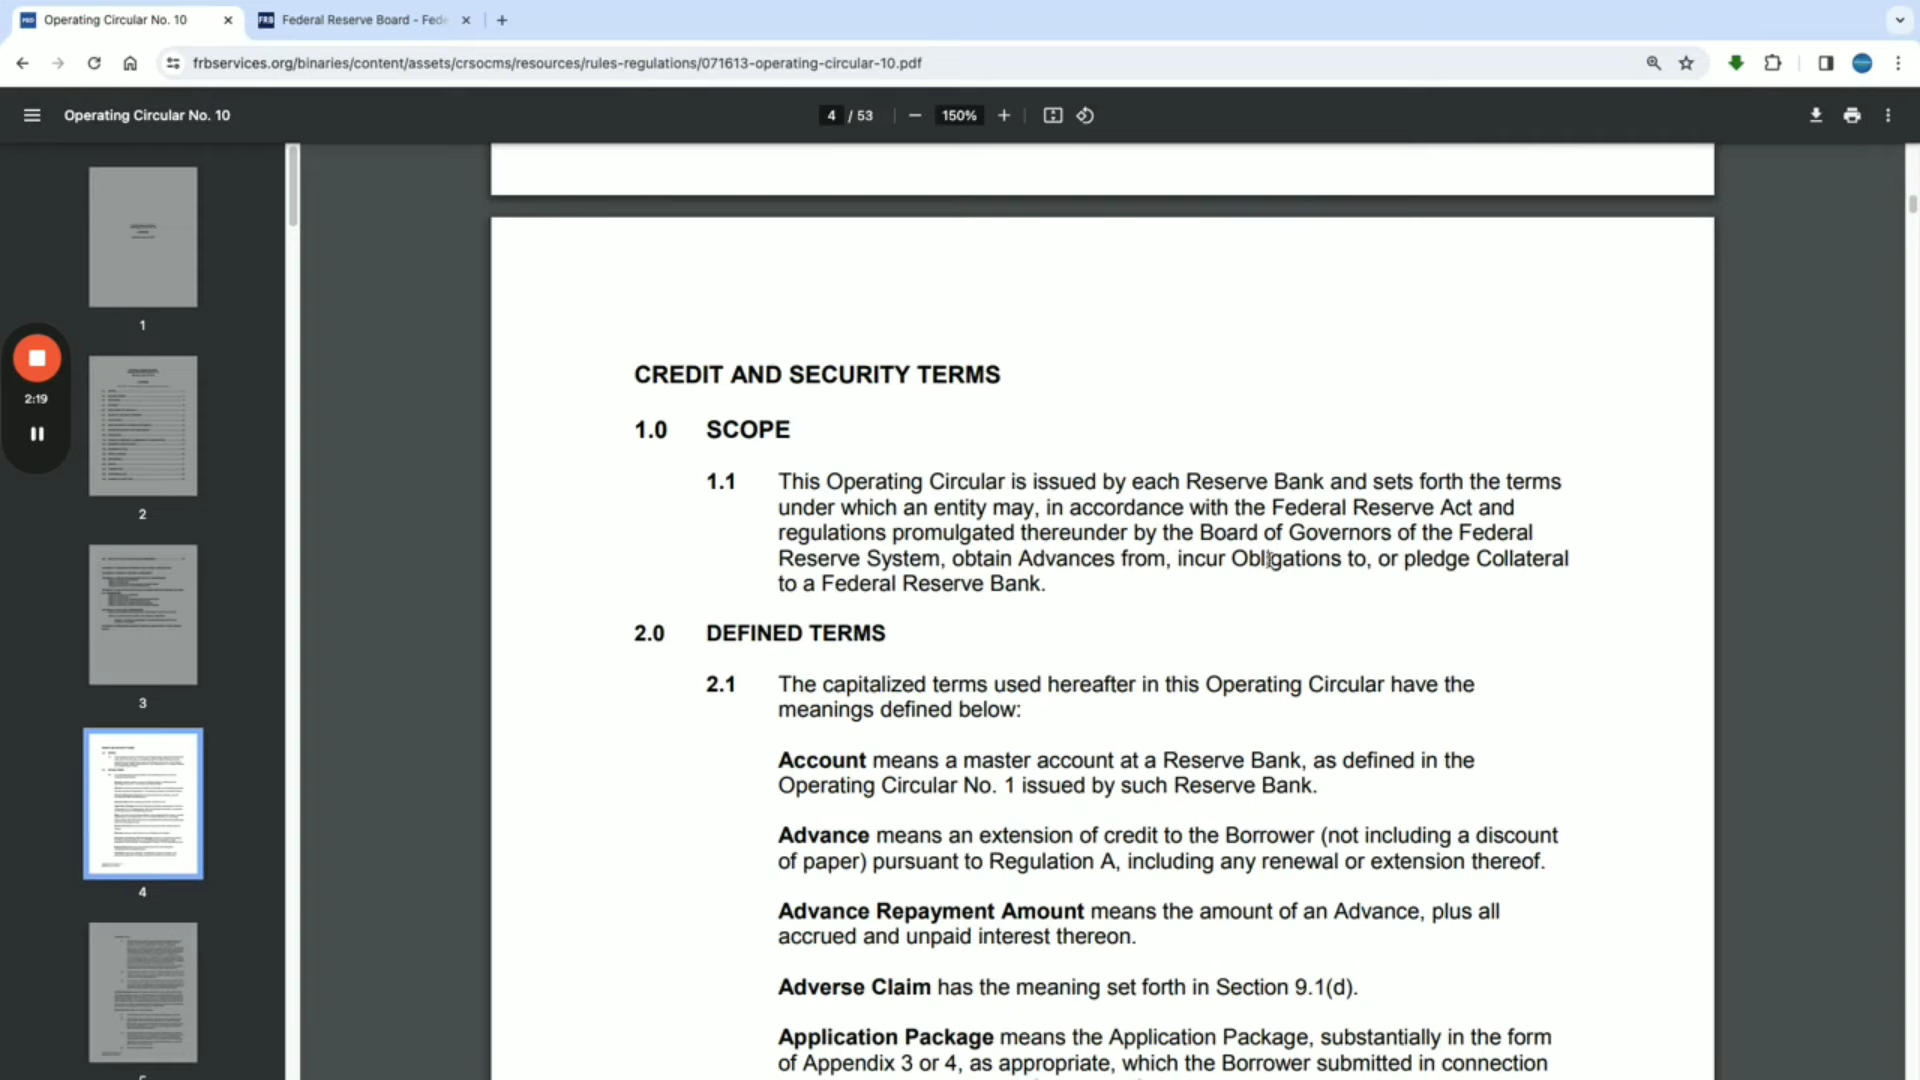 Operating Circular No. 10
Federal Reserve Board - Fede
frbservices.org/binaries/content/assets/crsocms/resources/rules-regulations/071613-operating-circular-10.pdf
Operating Circular No. 10
4 / 53
150%
1
2
3
4
2:19
CREDIT AND SECURITY TERMS
1.0 SCOPE
1.1 This Operating Circular is issued by each Reserve Bank and sets forth the terms
under which an entity may, in accordance with the Federal Reserve Act and
regulations promulgated thereunder by the Board of Governors of the Federal
Reserve System, obtain Advances from, incur Obligations to, or pledge Collateral
to a Federal Reserve Bank.
2.0 DEFINED TERMS
2.1 The capitalized terms used hereafter in this Operating Circular have the
meanings defined below:
Account means a master account at a Reserve Bank, as defined in the
Operating Circular No. 1 issued by such Reserve Bank.
Advance means an extension of credit to the Borrower (not including a discount
of paper) pursuant to Regulation A, including any renewal or extension thereof.
Advance Repayment Amount means the amount of an Advance, plus all
accrued and unpaid interest thereon.
Adverse Claim has the meaning set forth in Section 9.1(d).
Application Package means the Application Package, substantially in the form
of Appendix 3 or 4, as appropriate, which the Borrower submitted in connection